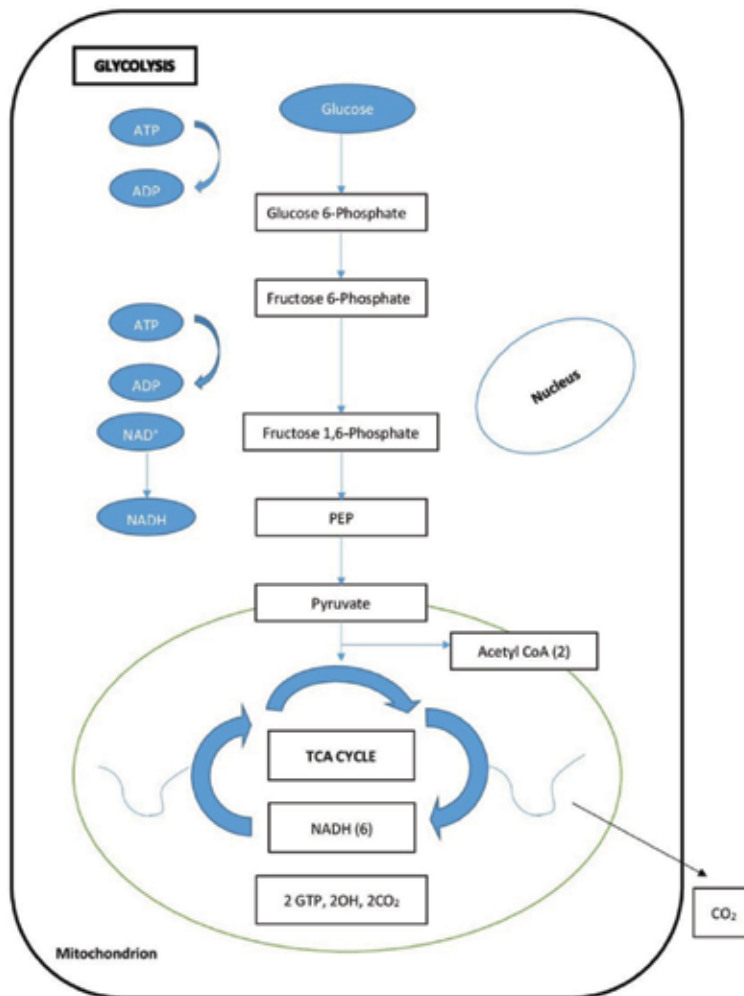 GLYCOLYSIS
Glucose
ATP
ADP
Glucose 6-Phosphate
Fructose 6-Phosphate
ATP
ADP
Nucleus
NAD⁺
Fructose 1,6-Phosphate
NADH
PEP
Pyruvate
Acetyl CoA (2)
TCA CYCLE
NADH (6)
2 GTP, 2OH, 2CO₂
CO₂
Mitochondrion